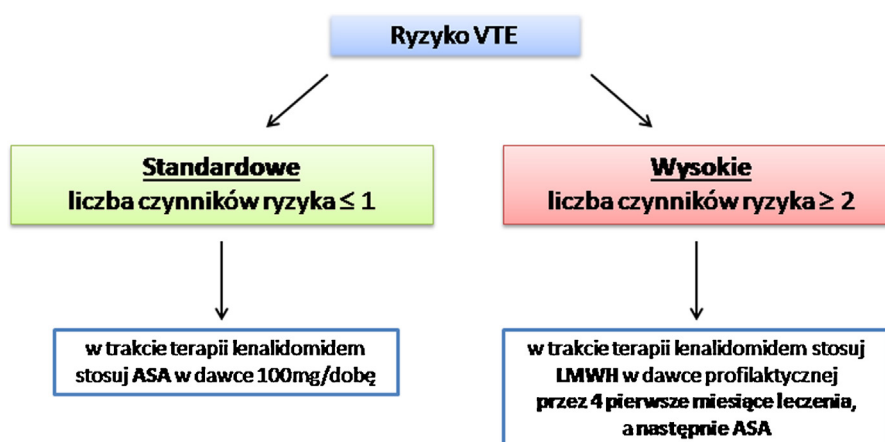 Ryzyko VTE
Standardowe
liczba czynników ryzyka ≤ 1
Wysokie
liczba czynników ryzyka ≥ 2
w trakcie terapii lenalidomidem
stosuj ASA w dawce 100mg/dobę
w trakcie terapii lenalidomidem stosuj
LMWH w dawce profilaktycznej
przez 4 pierwsze miesiące leczenia,
a następnie ASA